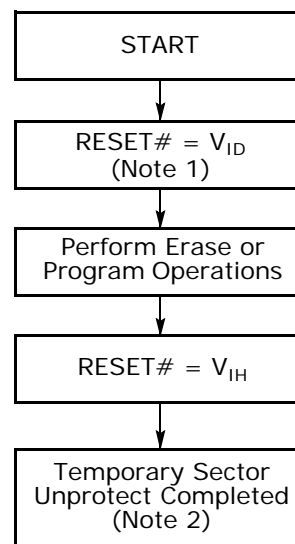 START
RESET# = VID
(Note 1)
Perform Erase or
Program Operations
RESET# = VIH
Temporary Sector
Unprotect Completed
(Note 2)